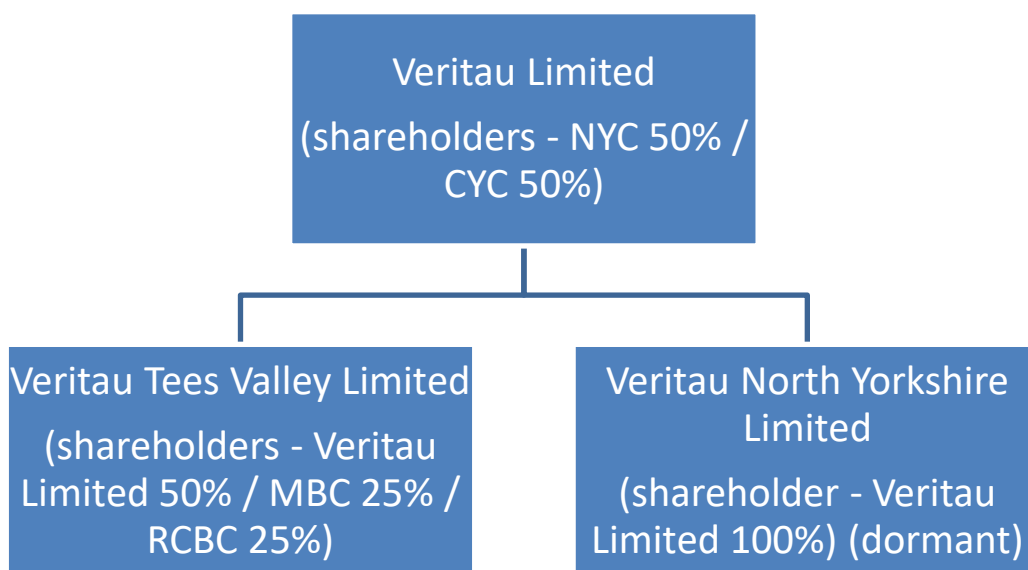 Veritau Limited
(shareholders - NYC 50% /
CYC 50%)
Veritau Tees Valley Limited
(shareholders - Veritau
Limited 50% / MBC 25% /
RCBC 25%)
Veritau North Yorkshire
Limited
(shareholder - Veritau
Limited 100%) (dormant)